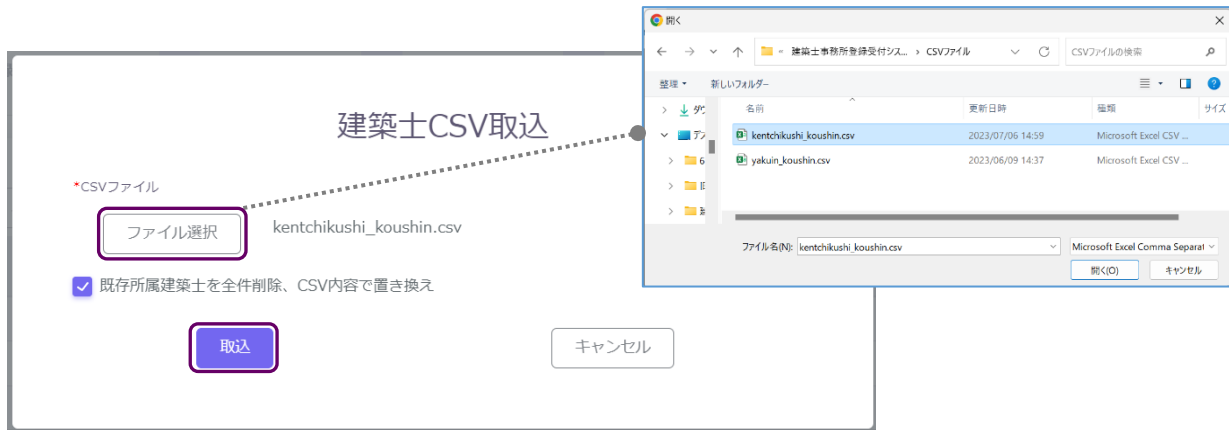 建築士CSV取込
*CSVファイル
ファイル選択 kentchikushi_koushin.csv
既存所属建築士を全件削除、CSV内容で置き換え
取込 キャンセル
開く
« 建築士事務所登録受付シス... › CSVファイル CSVファイルの検索
整理 新しいフォルダー
名前 更新日時 種類 サイズ
kentchikushi_koushin.csv 2023/07/06 14:59 Microsoft Excel CSV ...
yakuin_koushin.csv 2023/06/09 14:37 Microsoft Excel CSV ...
6
ファイル名(N): kentchikushi_koushin.csv Microsoft Excel Comma Separat
開く(O) キャンセル